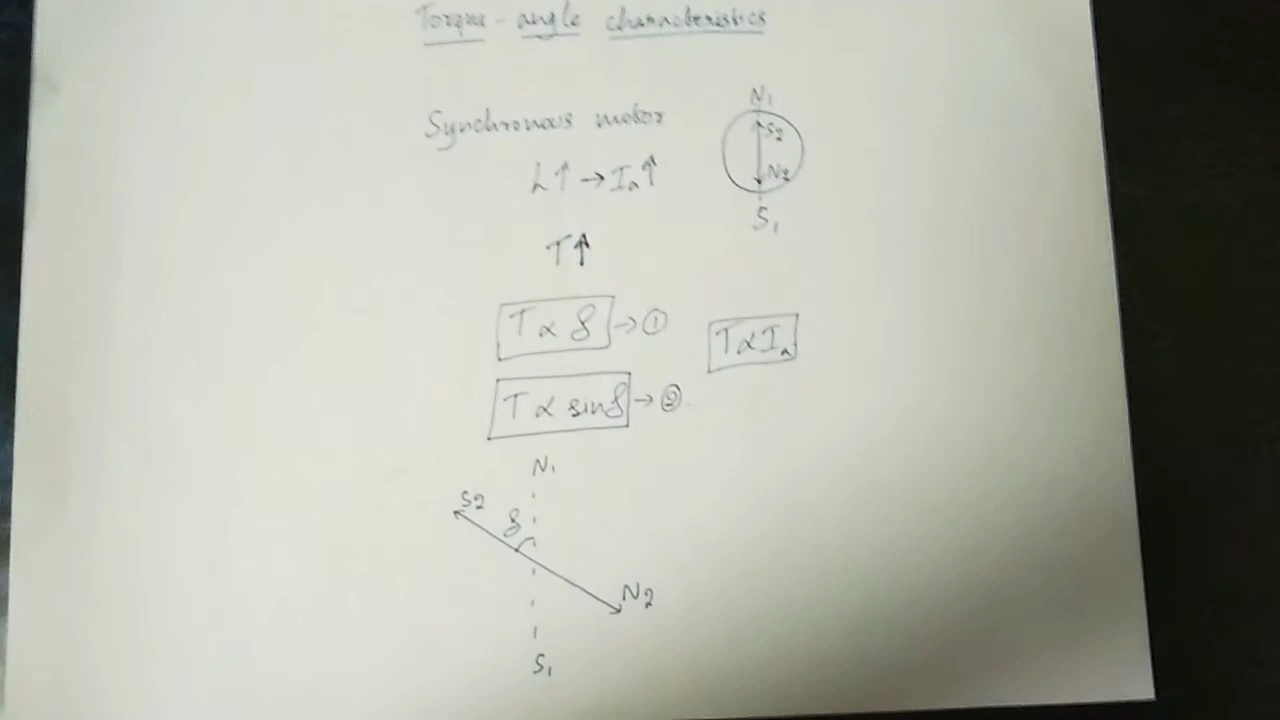 Torque - angle characteristics
Synchronous motor
L↑ → Ia↑
T↑
T ∝ δ → ①
T ∝ Ia
T ∝ sinδ → ②
N1
S2
N2
S1
N1
S2
δ
N2
S1